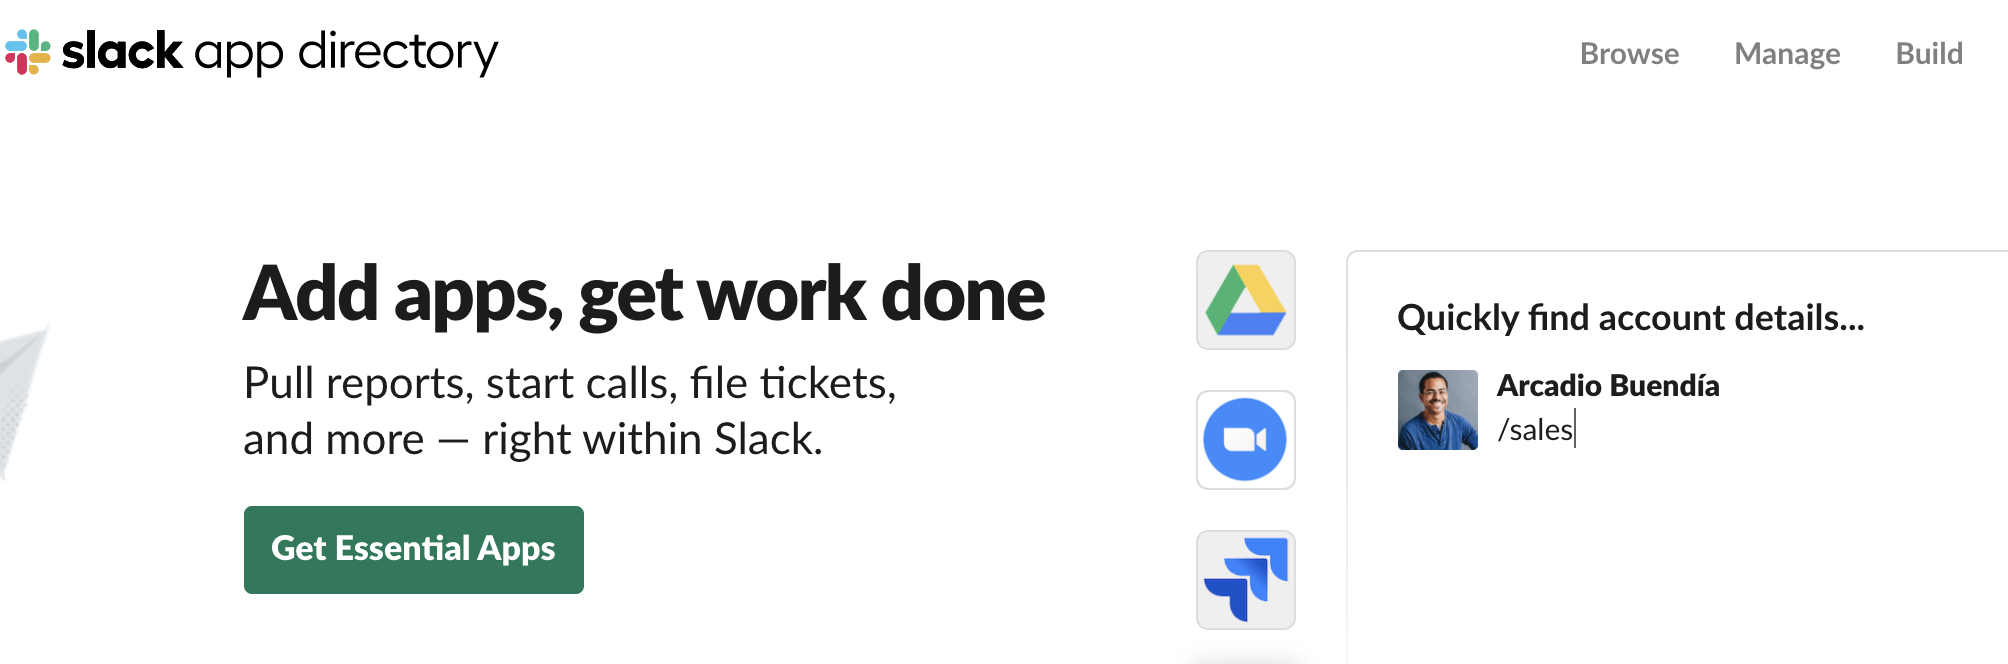 slack app directory
Browse
Manage
Build
Add apps, get work done
Pull reports, start calls, file tickets,
and more — right within Slack.
Get Essential Apps
Quickly find account details...
Arcadio Buendía
/sales